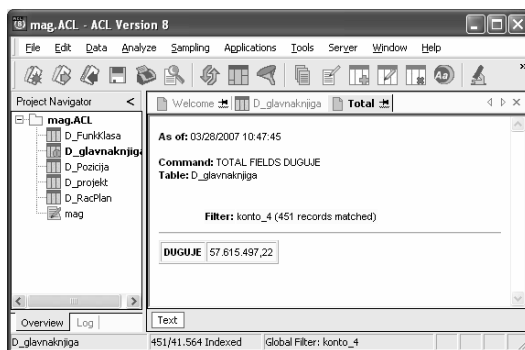 mag.ACL - ACL Version 8
File Edit Data Analyze Sampling Applications Tools Server Window Help
Project Navigator <
Welcome D_glavnaknjiga Total
mag.ACL
D_FunkKlasa
D_glavnaknjiga
D_Pozicija
D_projekt
D_RacPlan
mag
As of: 03/28/2007 10:47:45
Command: TOTAL FIELDS DUGUJE
Table: D_glavnaknjiga
Filter: konto_4 (451 records matched)
DUGUJE 57.615.497,22
Overview Log
Text
D_glavnaknjiga 451/41.564 Indexed Global Filter: konto_4